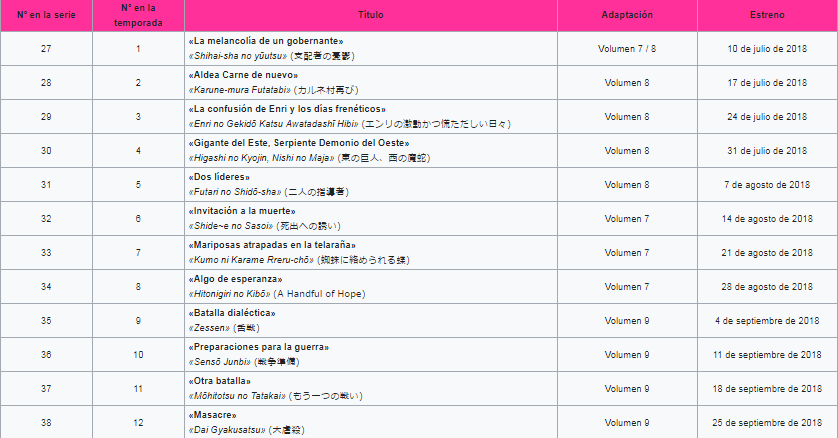 Nº en la serie Nº en la temporada Título Adaptación Estreno
27 1 «La melancolía de un gobernante» Volumen 7 / 8 10 de julio de 2018
«Shihai-sha no yūutsu» (支配者の憂鬱)
28 2 «Aldea Carne de nuevo» Volumen 8 17 de julio de 2018
«Karune-mura Futatabi» (カルネ村再び)
29 3 «La confusión de Enri y los días frenéticos» Volumen 8 24 de julio de 2018
«Enri no Gekidō Katsu Awatadashī Hibi» (エンリの激動かつ慌ただしい日々)
30 4 «Gigante del Este, Serpiente Demonio del Oeste» Volumen 8 31 de julio de 2018
«Higashi no Kyojin, Nishi no Maja» (東の巨人、西の魔蛇)
31 5 «Dos líderes» Volumen 8 7 de agosto de 2018
«Futari no Shidō-sha» (二人の指導者)
32 6 «Invitación a la muerte» Volumen 7 14 de agosto de 2018
«Shide~e no Sasoi» (死出への誘い)
33 7 «Mariposas atrapadas en la telaraña» Volumen 7 21 de agosto de 2018
«Kumo ni Karame Rreru-chō» (蜘蛛に絡められる蝶)
34 8 «Algo de esperanza» Volumen 7 28 de agosto de 2018
«Hitonigiri no Kibō» (A Handful of Hope)
35 9 «Batalla dialéctica» Volumen 9 4 de septiembre de 2018
«Zessen» (舌戦)
36 10 «Preparaciones para la guerra» Volumen 9 11 de septiembre de 2018
«Sensō Junbi» (戦争準備)
37 11 «Otra batalla» Volumen 9 18 de septiembre de 2018
«Mōhitotsu no Tatakai» (もう一つの戦い)
38 12 «Masacre» Volumen 9 25 de septiembre de 2018
«Dai Gyakusatsu» (大虐殺)